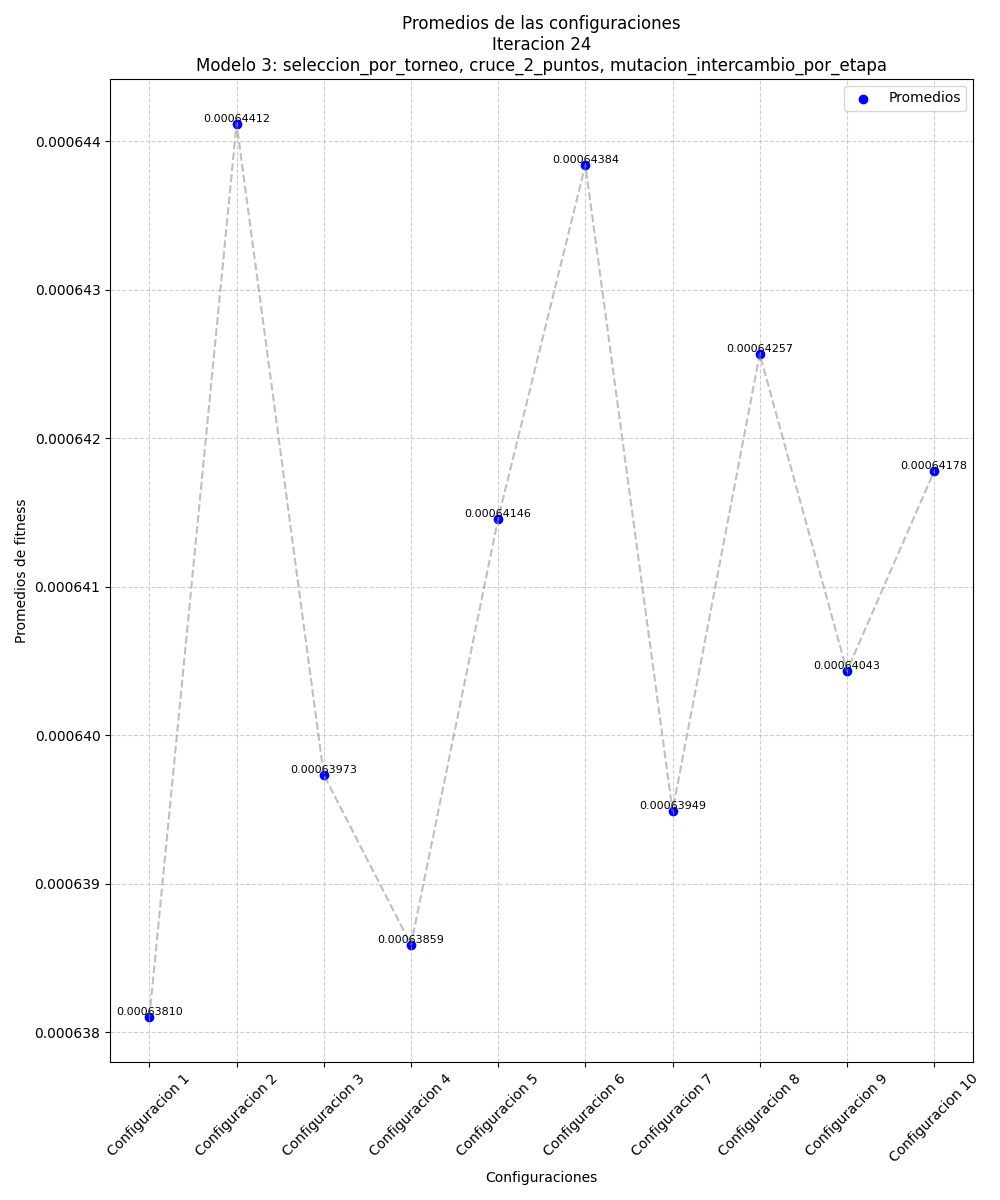 Promedios de las configuraciones
Iteracion 24
Modelo 3: seleccion_por_torneo, cruce_2_puntos, mutacion_intercambio_por_etapa
Promedios
0.00064412
0.000644
0.00064384
0.000643
0.00064257
0.000642
0.00064178
0.00064146
0.000641
0.00064043
0.000640
0.00063973
0.00063949
0.000639
0.00063859
0.00063810
0.000638
Promedios de fitness
Configuracion 1
Configuracion 2
Configuracion 3
Configuracion 4
Configuracion 5
Configuracion 6
Configuracion 7
Configuracion 8
Configuracion 9
Configuracion 10
Configuraciones